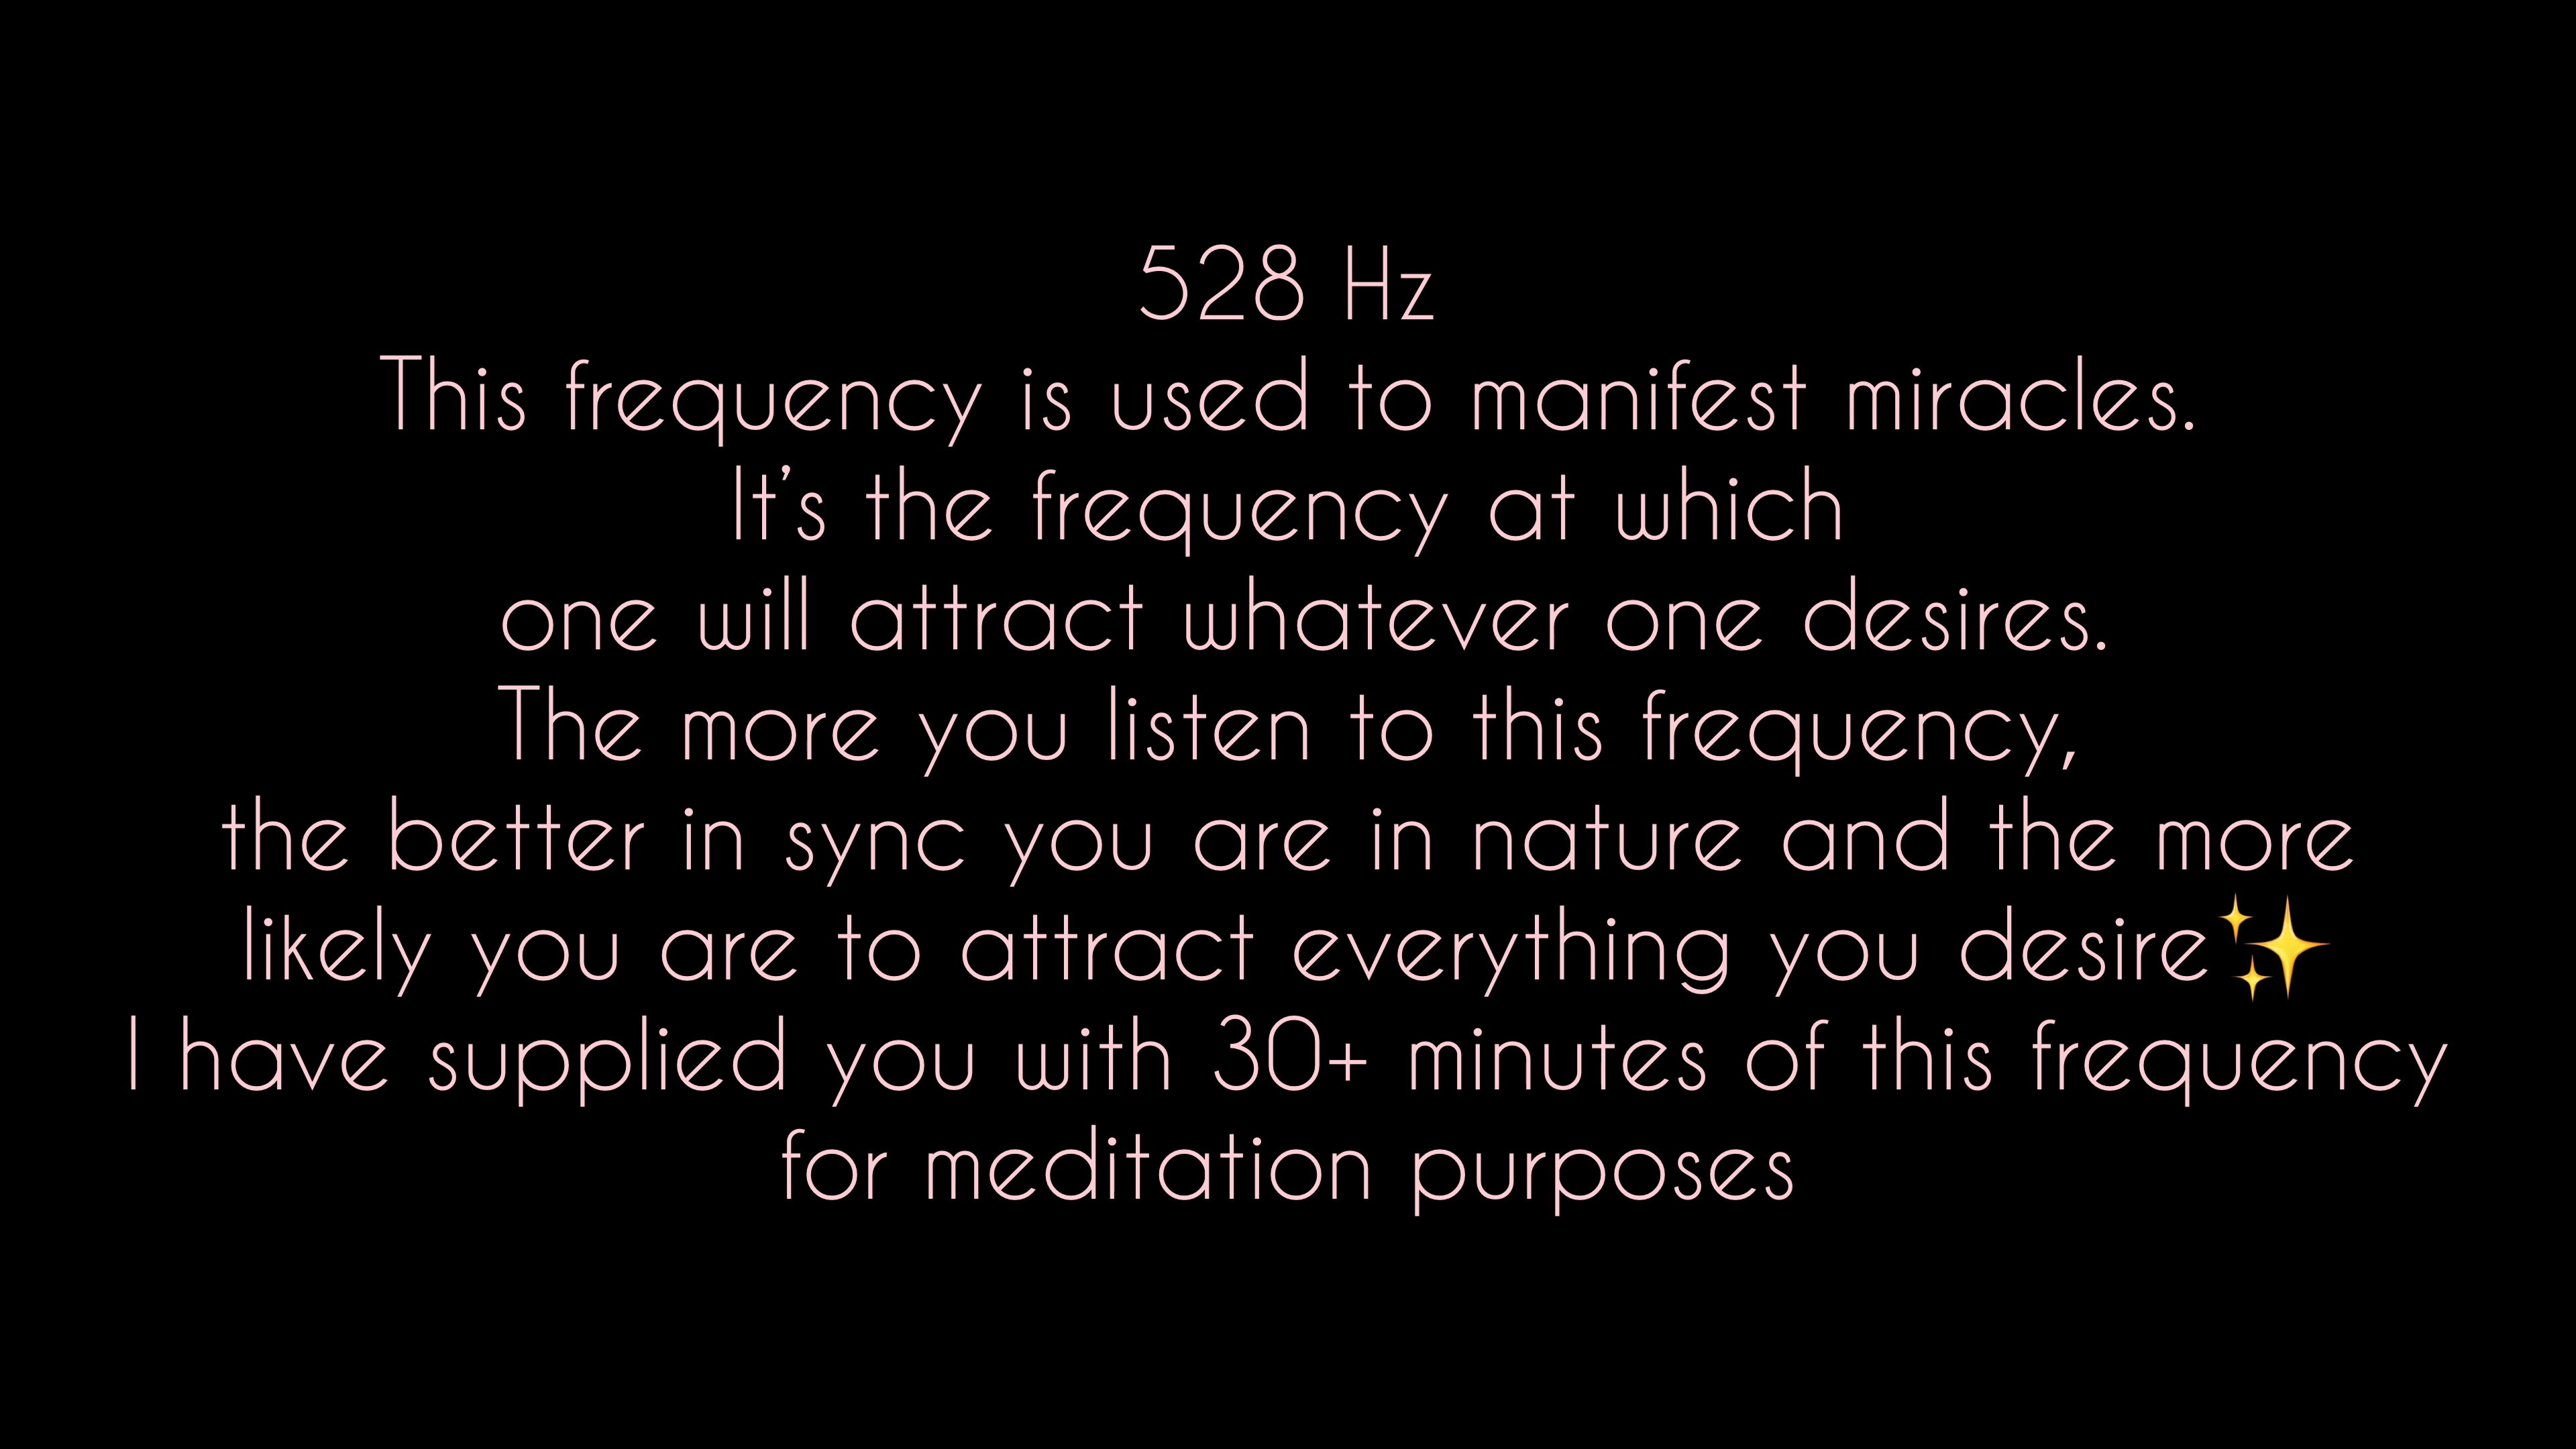 528 Hz
This frequency is used to manifest miracles.
It’s the frequency at which
one will attract whatever one desires.
The more you listen to this frequency,
the better in sync you are in nature and the more
likely you are to attract everything you desire✨
I have supplied you with 30+ minutes of this frequency
for meditation purposes